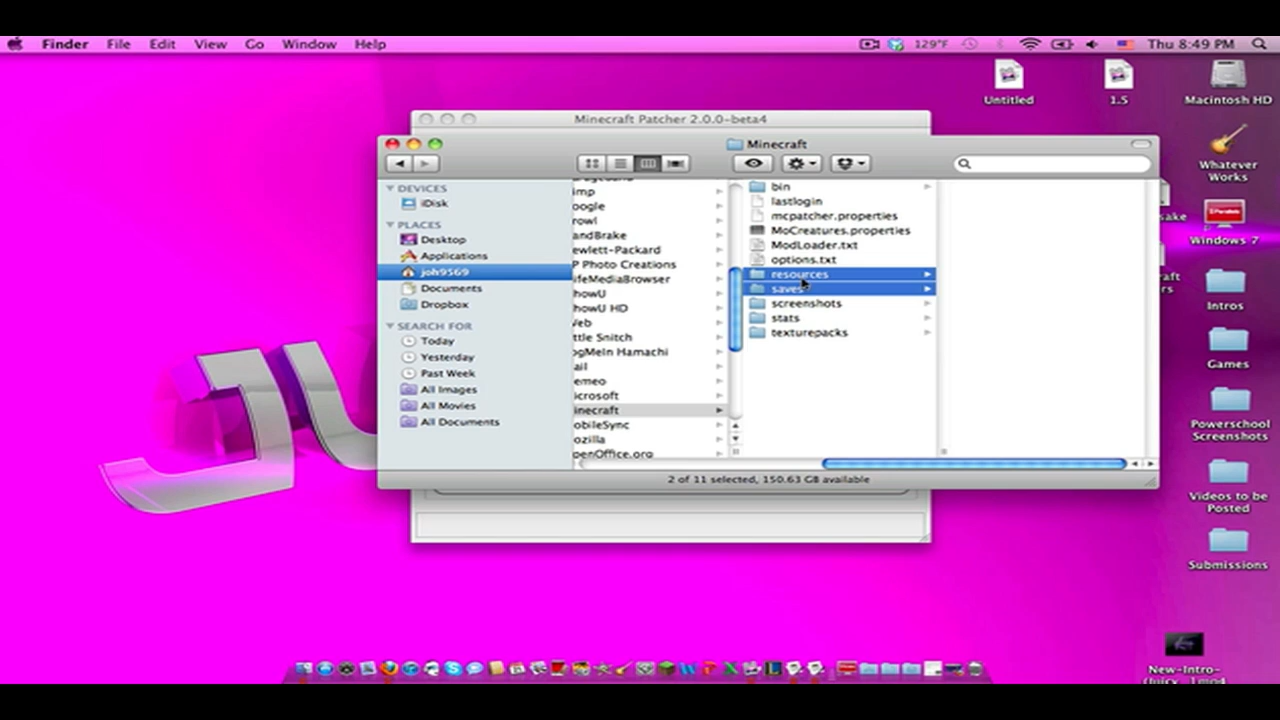 Finder File Edit View Go Window Help 129°F Thu 8:49 PM
Untitled
1.5
Macintosh HD
Minecraft Patcher 2.0.0-beta4
Minecraft
DEVICES
iDisk
PLACES
Desktop
Applications
joh9569
Documents
Dropbox
SEARCH FOR
Today
Yesterday
Past Week
All Images
All Movies
All Documents
imp
oogle
rowl
andBrake
ewlett-Packard
P Photo Creations
ifeMediaBrowser
howU
howU HD
Web
ttle Snitch
ogMeIn Hamachi
ail
emeo
icrosoft
inecraft
obileSync
ozilla
penOffice.org
bin
lastlogin
mcpatcher.properties
MoCreatures.properties
ModLoader.txt
options.txt
resources
saves
screenshots
stats
texturepacks
2 of 11 selected, 150.63 GB available
Whatever
Works
Windows 7
Intros
Games
Powerschool
Screenshots
Videos to be
Posted
Submissions
New-Intro-